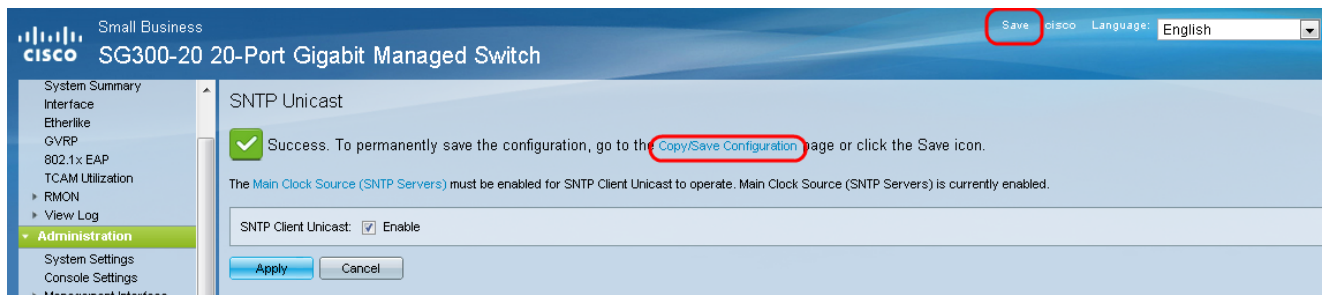 Small Business
cisco SG300-20 20-Port Gigabit Managed Switch
Save cisco Language: English
System Summary
Interface
Etherlike
GVRP
802.1x EAP
TCAM Utilization
RMON
View Log
Administration
System Settings
Console Settings
Management Interface
SNTP Unicast
Success. To permanently save the configuration, go to the Copy/Save Configuration page or click the Save icon.
The Main Clock Source (SNTP Servers) must be enabled for SNTP Client Unicast to operate. Main Clock Source (SNTP Servers) is currently enabled.
SNTP Client Unicast: Enable
Apply Cancel